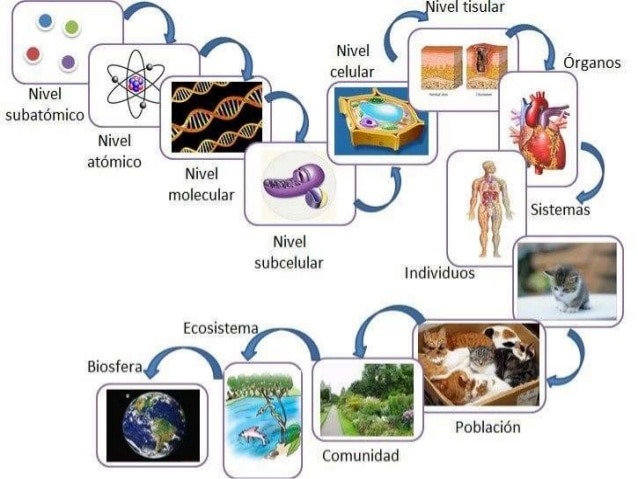 Nivel
subatómico
Nivel
atómico
Nivel
molecular
Nivel
subcelular
Nivel
celular
Nivel tisular
Órganos
Sistemas
Individuos
Población
Comunidad
Ecosistema
Biosfera